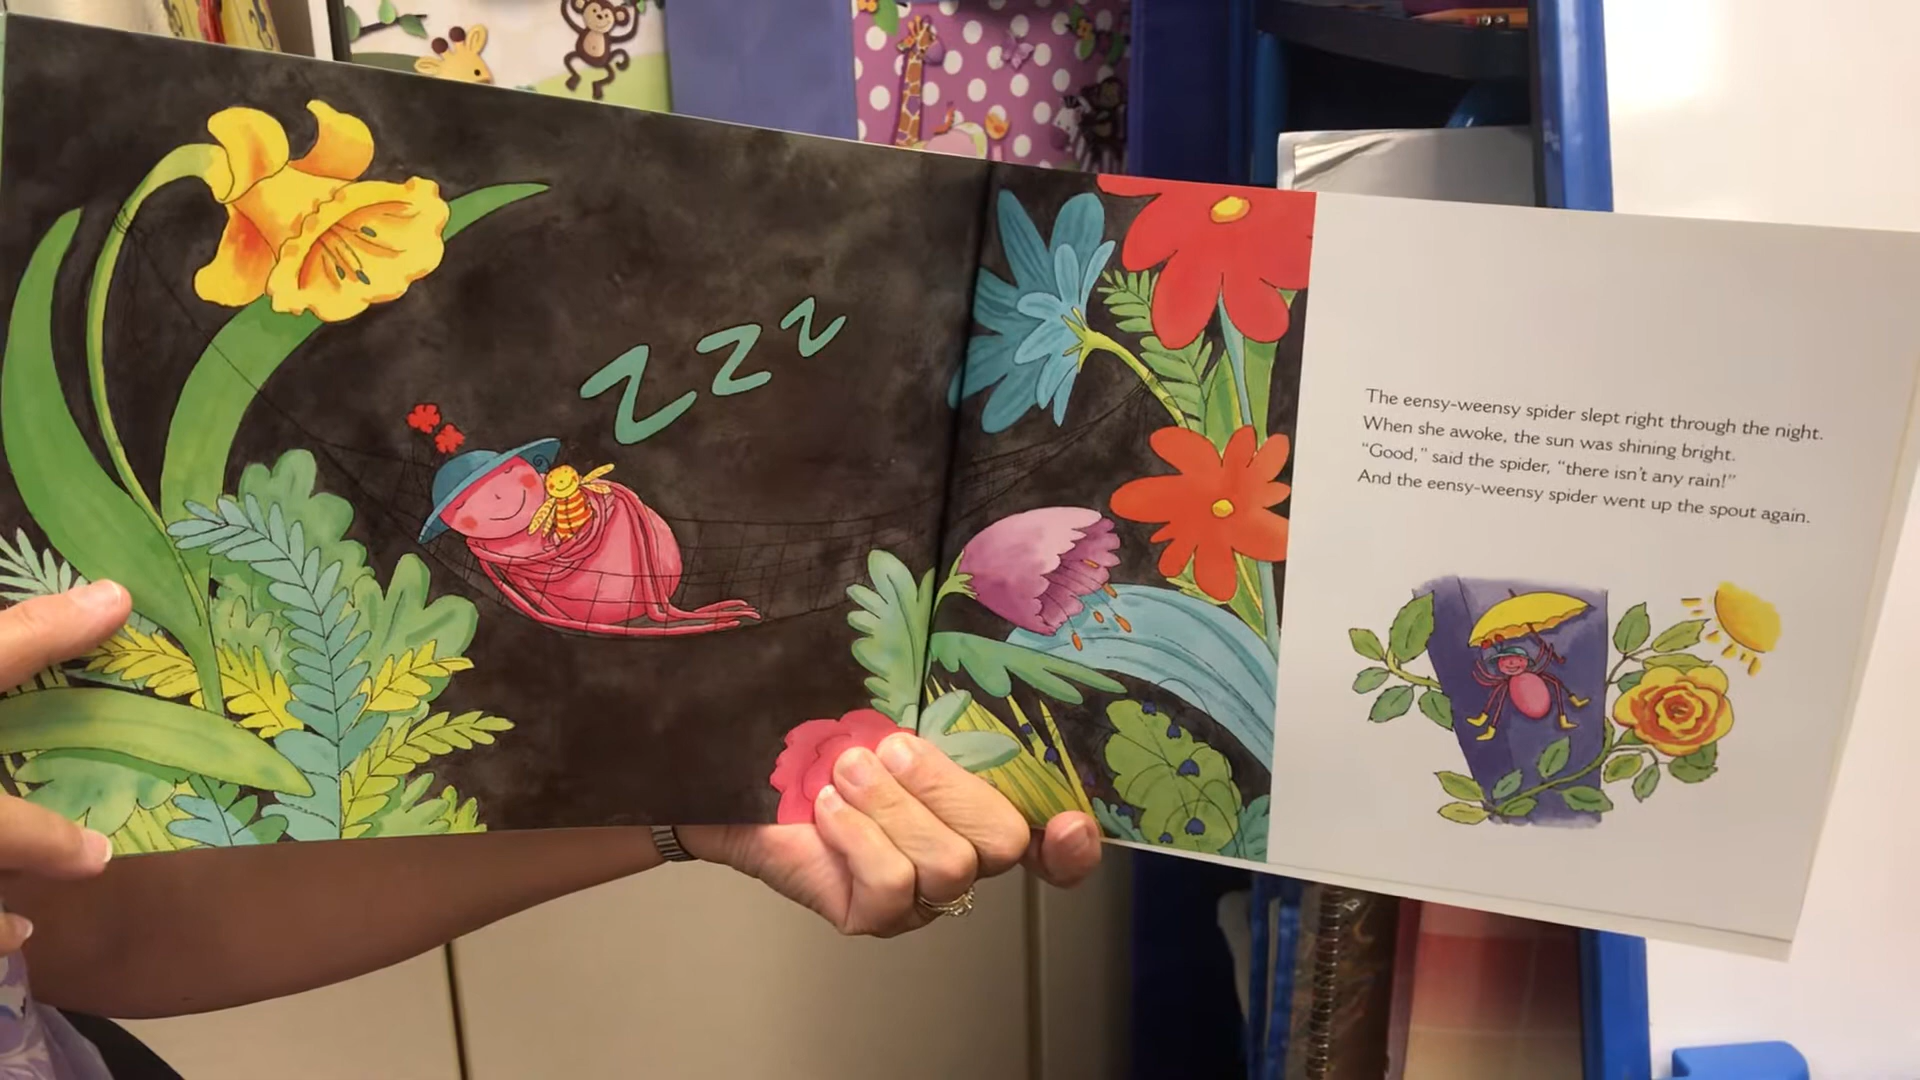 z z z
The eensy-weensy spider slept right through the night.
When she awoke, the sun was shining bright.
“Good,” said the spider, “there isn’t any rain!”
And the eensy-weensy spider went up the spout again.